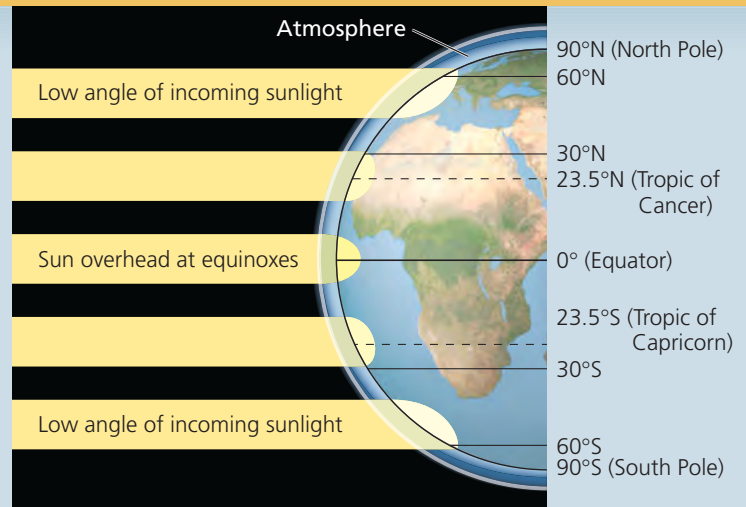 Atmosphere
90°N (North Pole)
60°N
Low angle of incoming sunlight
30°N
23.5°N (Tropic of
Cancer)
Sun overhead at equinoxes
0° (Equator)
23.5°S (Tropic of
Capricorn)
30°S
Low angle of incoming sunlight
60°S
90°S (South Pole)